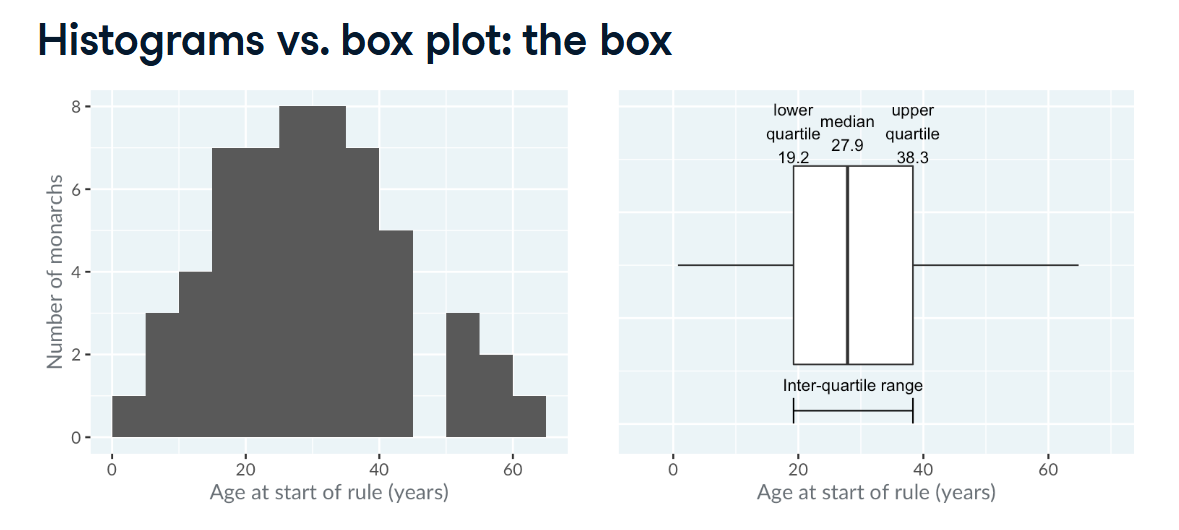 Histograms vs. box plot: the box
8
6
4
2
0
Number of monarchs
0 20 40 60
Age at start of rule (years)
lower
quartile
19.2
median
27.9
upper
quartile
38.3
Inter-quartile range
0 20 40 60
Age at start of rule (years)